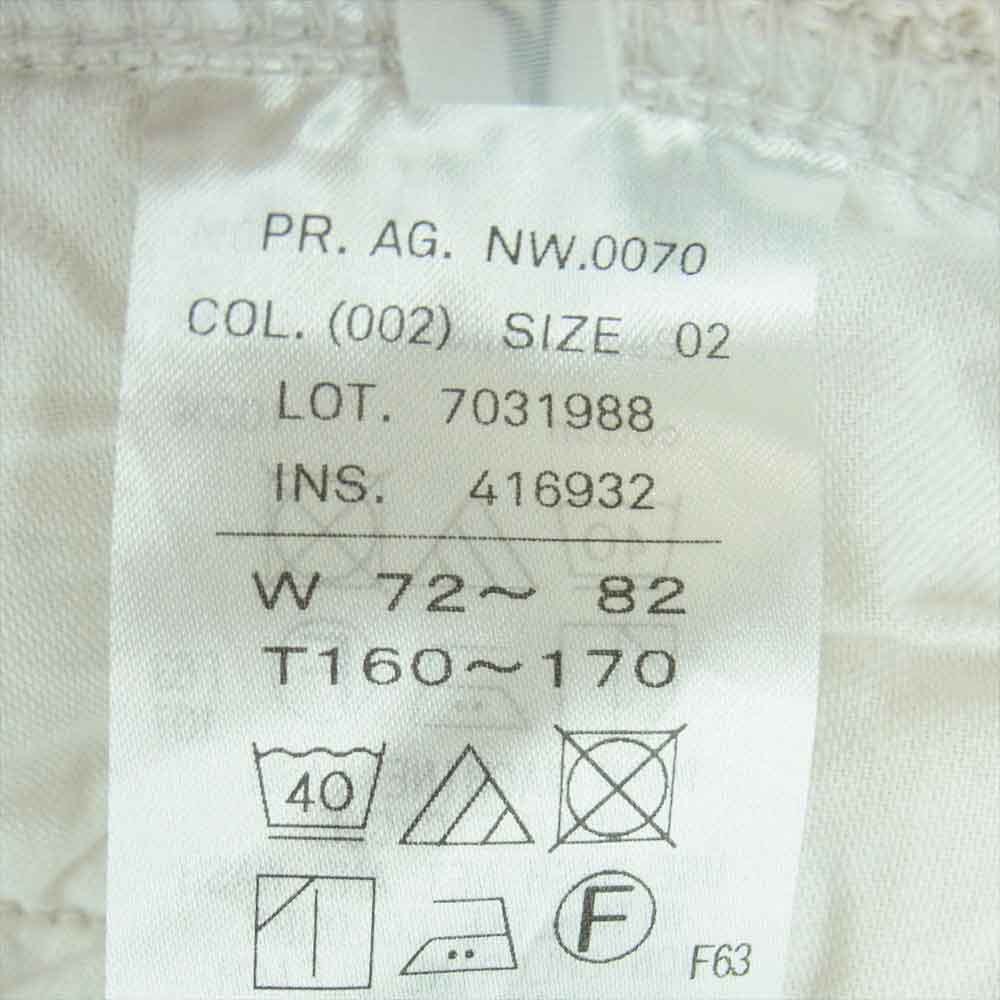 PR. AG. NW.0070
COL. (002) SIZE 02
LOT. 7031988
INS. 416932
W 72～ 82
T160～170
40
F
F63